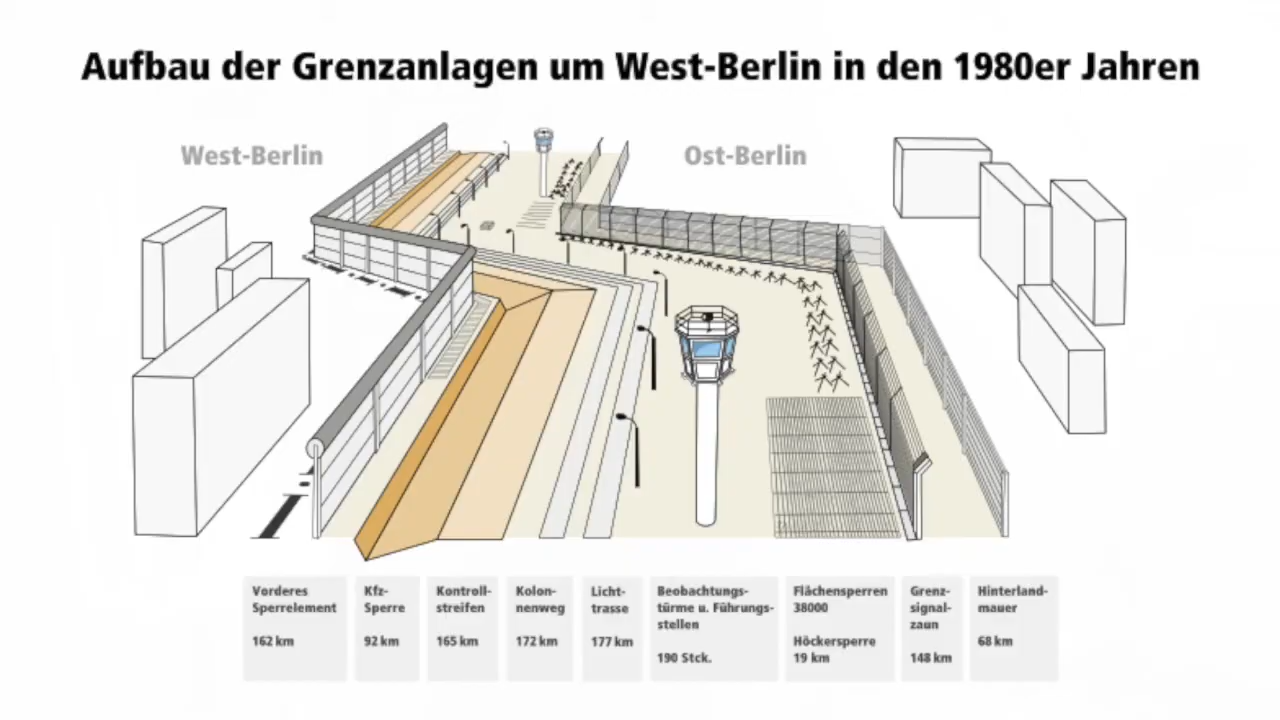 Aufbau der Grenzanlagen um West-Berlin in den 1980er Jahren
West-Berlin
Ost-Berlin
Vorderes
Sperrelement
162 km
Kfz-
Sperre
92 km
Kontroll-
streifen
165 km
Kolon-
nenweg
172 km
Licht-
trasse
177 km
Beobachtungs-
türme u. Führungs-
stellen
190 Stck.
Flächensperren
38000
Höckersperre
19 km
Grenz-
signal-
zaun
148 km
Hinterland-
mauer
68 km